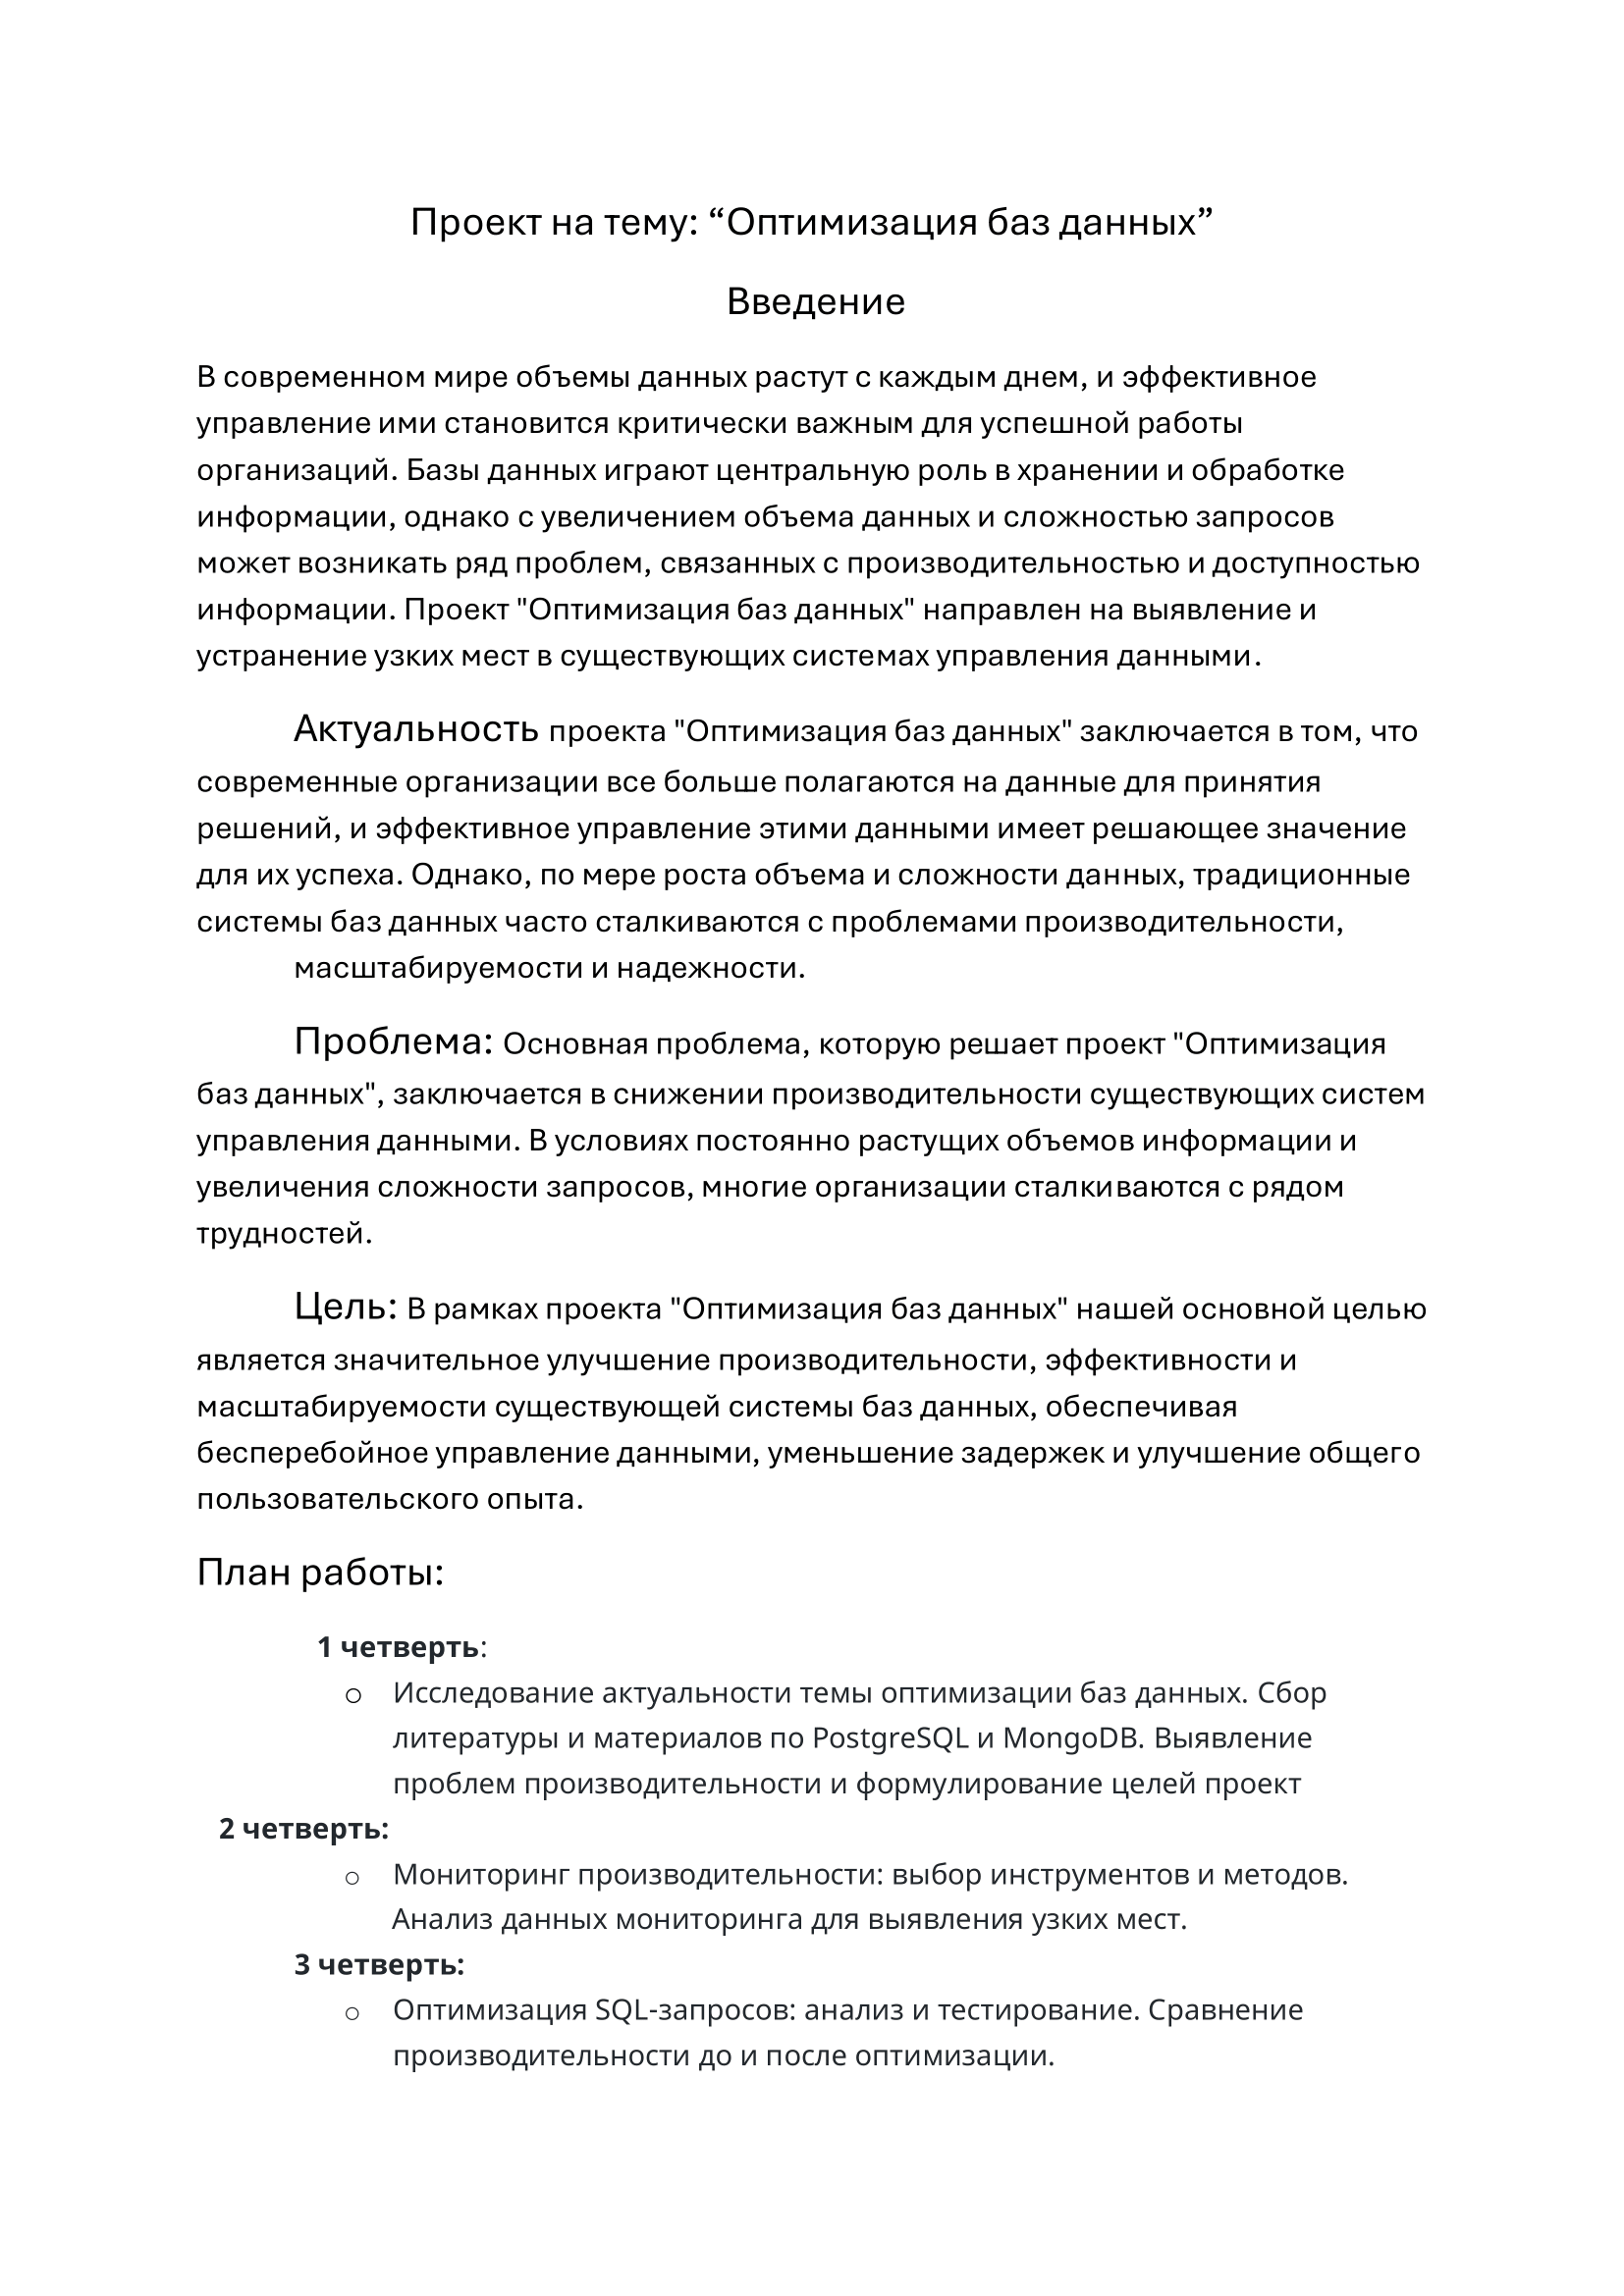 Проект на тему: “Оптимизация баз данных”
Введение
В современном мире объемы данных растут с каждым днем, и эффективное
управление ими становится критически важным для успешной работы
организаций. Базы данных играют центральную роль в хранении и обработке
информации, однако с увеличением объема данных и сложностью запросов
может возникать ряд проблем, связанных с производительностью и доступностью
информации. Проект "Оптимизация баз данных" направлен на выявление и
устранение узких мест в существующих системах управления данными.
Актуальность проекта "Оптимизация баз данных" заключается в том, что
современные организации все больше полагаются на данные для принятия
решений, и эффективное управление этими данными имеет решающее значение
для их успеха. Однако, по мере роста объема и сложности данных, традиционные
системы баз данных часто сталкиваются с проблемами производительности,
масштабируемости и надежности.
Проблема: Основная проблема, которую решает проект "Оптимизация
баз данных", заключается в снижении производительности существующих систем
управления данными. В условиях постоянно растущих объемов информации и
увеличения сложности запросов, многие организации сталкиваются с рядом
трудностей.
Цель: В рамках проекта "Оптимизация баз данных" нашей основной целью
является значительное улучшение производительности, эффективности и
масштабируемости существующей системы баз данных, обеспечивая
бесперебойное управление данными, уменьшение задержек и улучшение общего
пользовательского опыта.
План работы:
1 четверть:
o Исследование актуальности темы оптимизации баз данных. Сбор
литературы и материалов по PostgreSQL и MongoDB. Выявление
проблем производительности и формулирование целей проект
2 четверть:
o Мониторинг производительности: выбор инструментов и методов.
Анализ данных мониторинга для выявления узких мест.
3 четверть:
o Оптимизация SQL-запросов: анализ и тестирование. Сравнение
производительности до и после оптимизации.